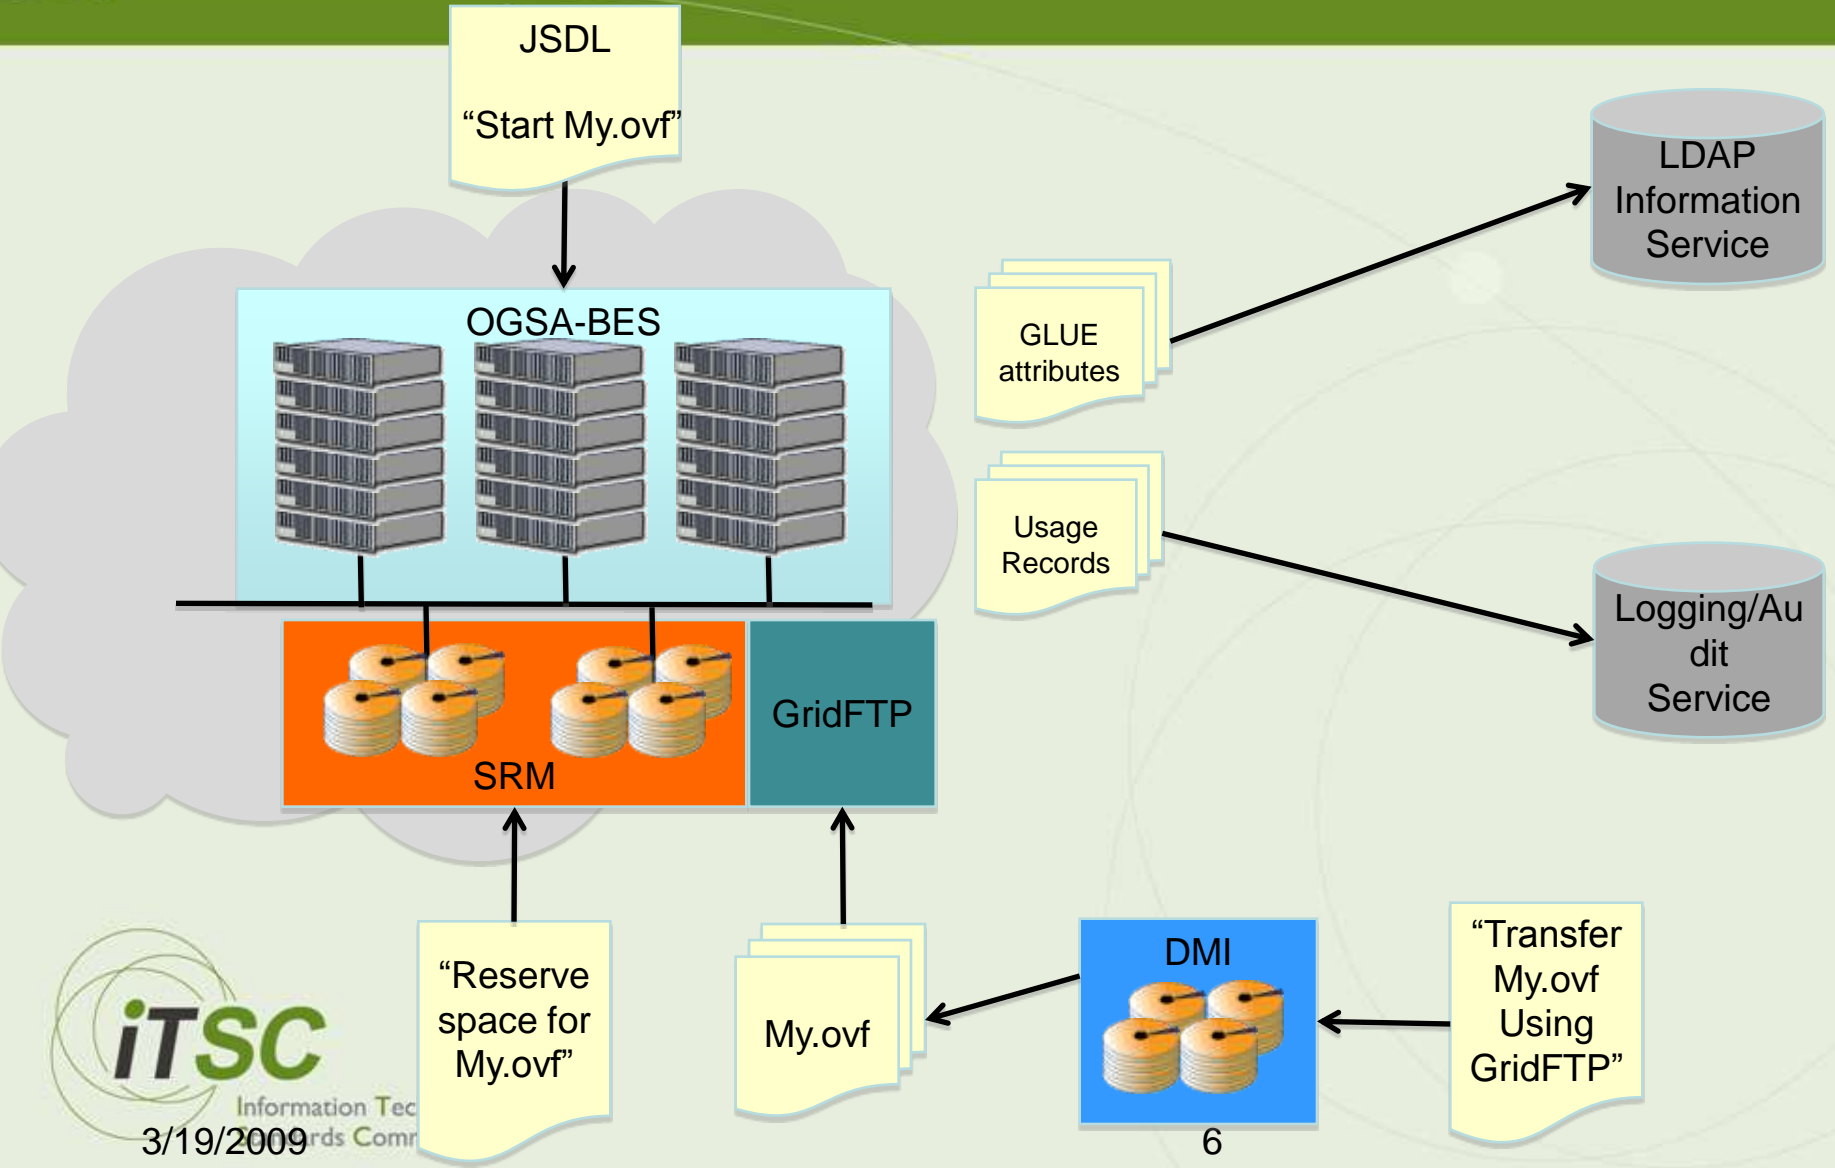 JSDL
“Start My.ovf”
LDAP
Information
Service
OGSA-BES
GLUE
attributes
Usage
Records
Logging/Au
dit
Service
GridFTP
SRM
“Reserve
space for
My.ovf”
My.ovf
DMI
“Transfer
My.ovf
Using
GridFTP”
iTSC
Information Tec
Standards Comm
3/19/2009
6